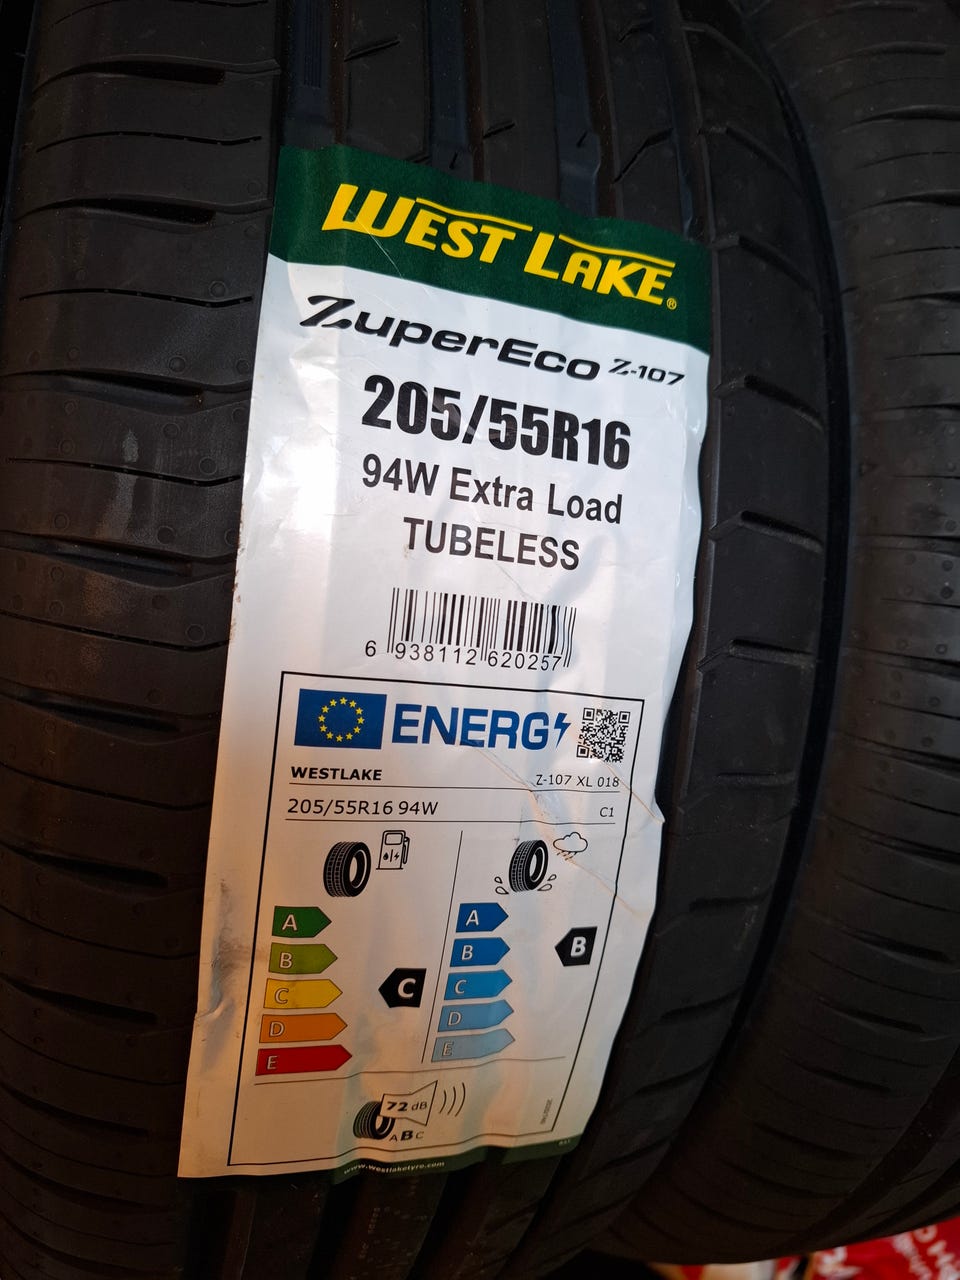 WEST LAKE®
ZuperEco Z-107
205/55R16
94W Extra Load
TUBELESS
6 938112 620257
ENERG
WESTLAKE Z-107 XL 018
205/55R16 94W C1
A A
B B B
C C C
D D
E E
72 dB
ABC
www.westlaketyre.com